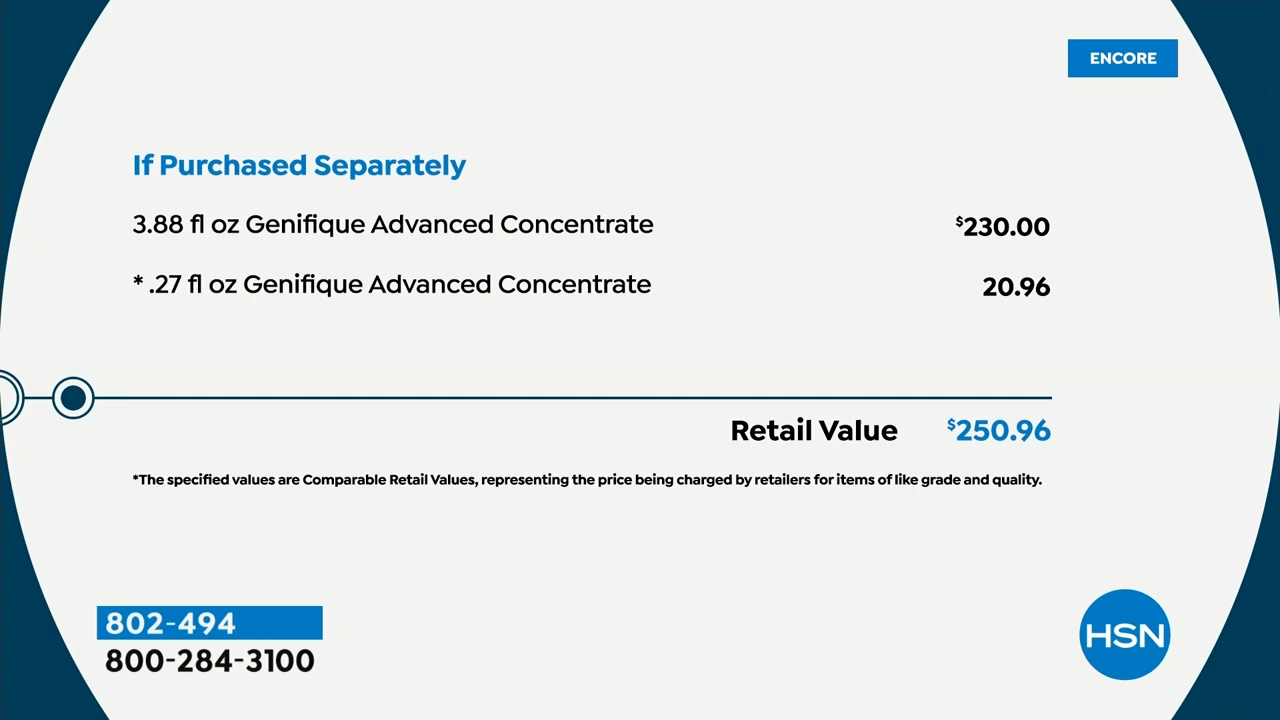 ENCORE
If Purchased Separately
3.88 fl oz Genifique Advanced Concentrate $230.00
* .27 fl oz Genifique Advanced Concentrate 20.96
Retail Value $250.96
*The specified values are Comparable Retail Values, representing the price being charged by retailers for items of like grade and quality.
802-494
800-284-3100
HSN